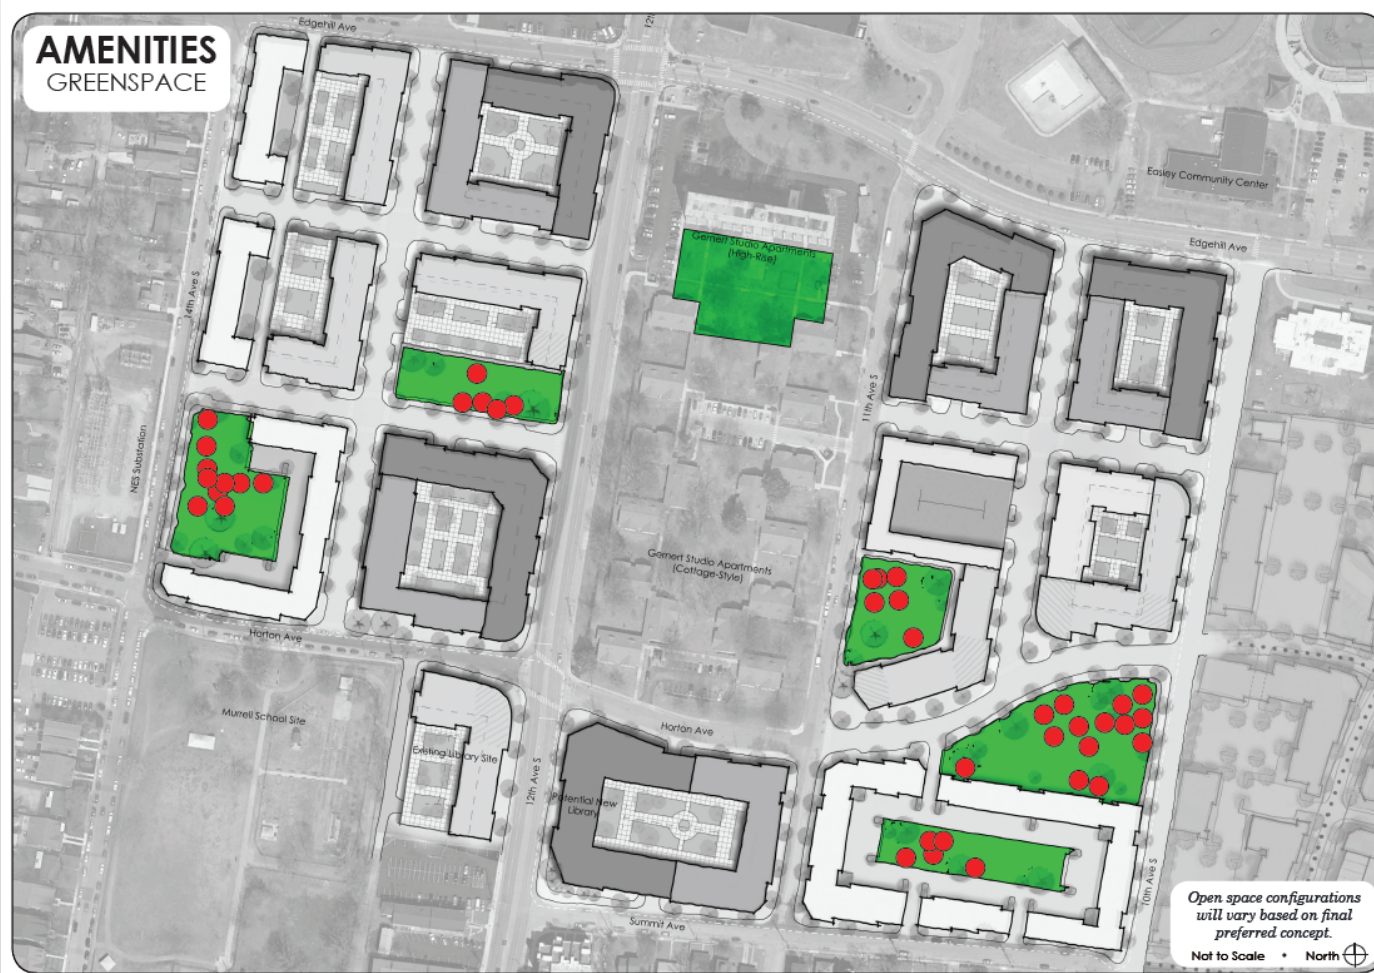 AMENITIES
GREENSPACE
Edgehill Ave
12t
Easley Community Center
Edgehill Ave
Gernert Studio Apartments
(High-Rise)
14th Ave S
11th Ave S
NES Substation
Gernert Studio Apartments
(Cottage-Style)
Horton Ave
Murrell School Site
Existing Library Site
Horton Ave
12th Ave S
Potential New
Library
10th Ave S
Summit Ave
Open space configurations
will vary based on final
preferred concept.
Not to Scale • North